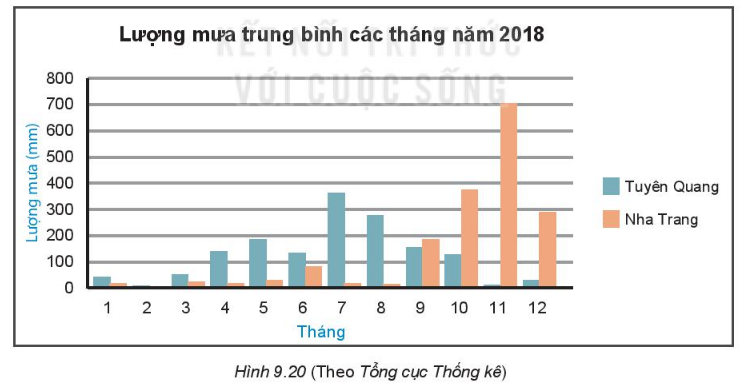 Lượng mưa trung bình các tháng năm 2018
KẾT NỐI TRI THỨC
VỚI CUỘC SỐNG
Lượng mưa (mm)
800
700
600
500
400
300
200
100
0
1 2 3 4 5 6 7 8 9 10 11 12
Tháng
Tuyên Quang
Nha Trang
Hình 9.20 (Theo Tổng cục Thống kê)